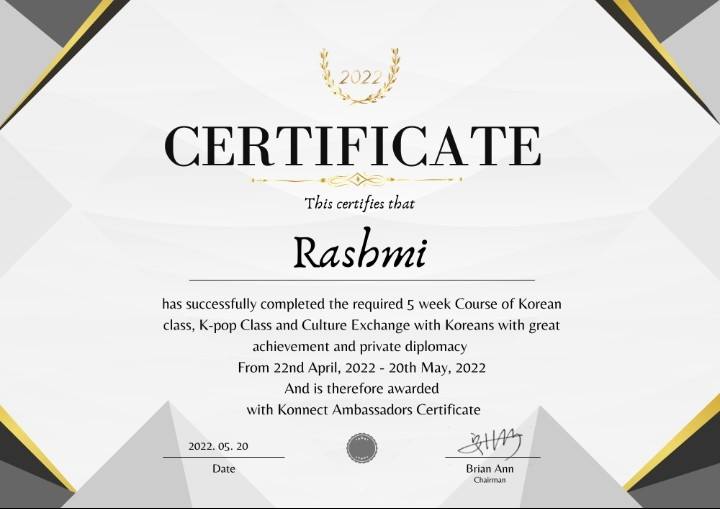 2022
CERTIFICATE
This certifies that
Rashmi
has successfully completed the required 5 week Course of Korean
class, K-pop Class and Culture Exchange with Koreans with great
achievement and private diplomacy
From 22nd April, 2022 - 20th May, 2022
And is therefore awarded
with Konnect Ambassadors Certificate
2022. 05. 20
Date
Brian Ann
Chairman